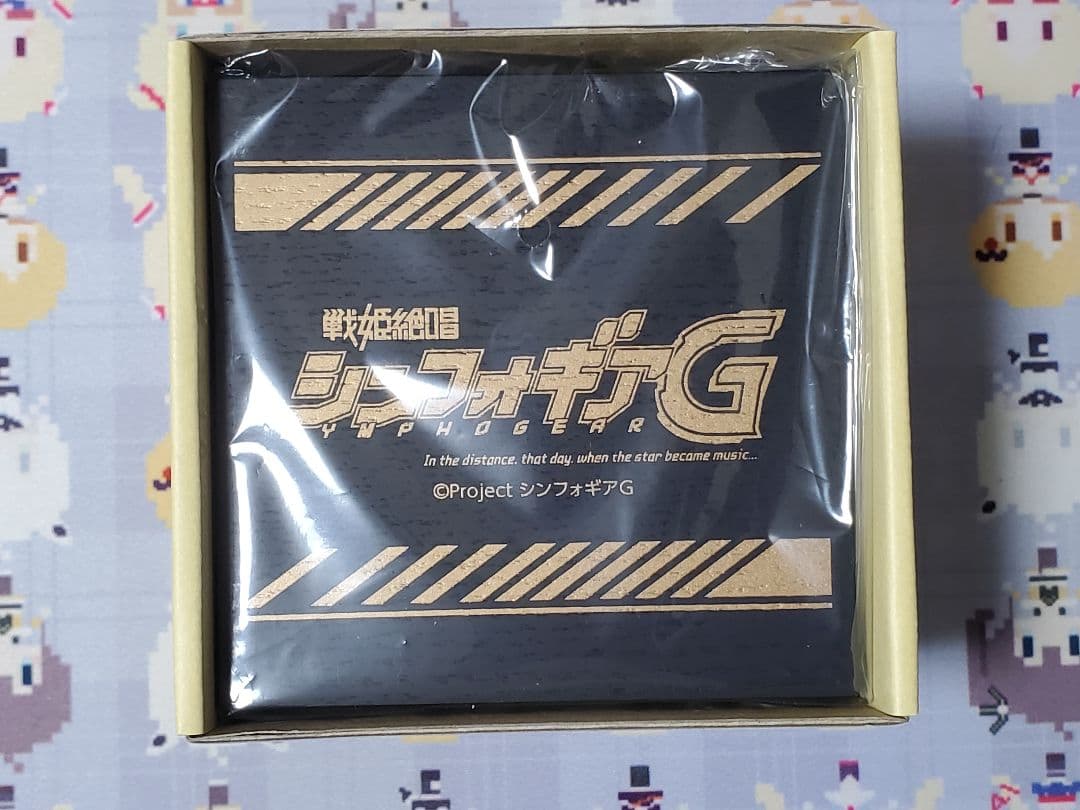 戦姫絶唱
シンフォギアG
SYMPHOGEAR
In the distance, that day, when the star became music...
©Project シンフォギアG